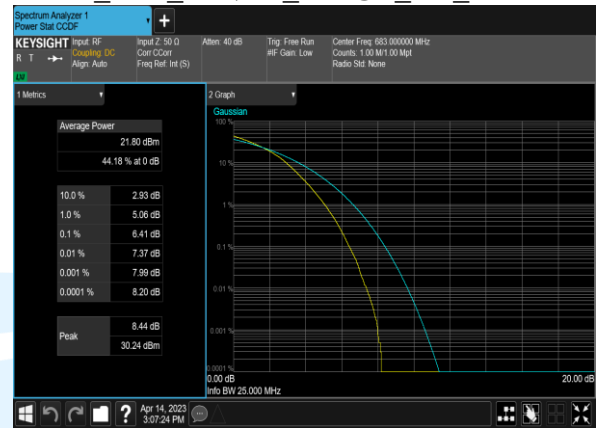 Spectrum Analyzer 1
Power Stat CCDF
+
KEYSIGHT
R T
LV
Input: RF
Coupling: DC
Align: Auto
Input Z: 50 Ω
Corr CCorr
Freq Ref: Int (S)
Atten: 40 dB
Trig: Free Run
#IF Gain: Low
Center Freq: 683.000000 MHz
Counts: 1.00 M/1.00 Mpt
Radio Std: None
1 Metrics
Average Power
21.80 dBm
44.18 % at 0 dB
10.0 % 2.93 dB
1.0 % 5.06 dB
0.1 % 6.41 dB
0.01 % 7.37 dB
0.001 % 7.99 dB
0.0001 % 8.20 dB
Peak
8.44 dB
30.24 dBm
2 Graph
Gaussian
100 %
10 %
1 %
0.1 %
0.01 %
0.001 %
0.0001 %
0.00 dB 20.00 dB
Info BW 25.000 MHz
?
Apr 14, 2023
3:07:24 PM